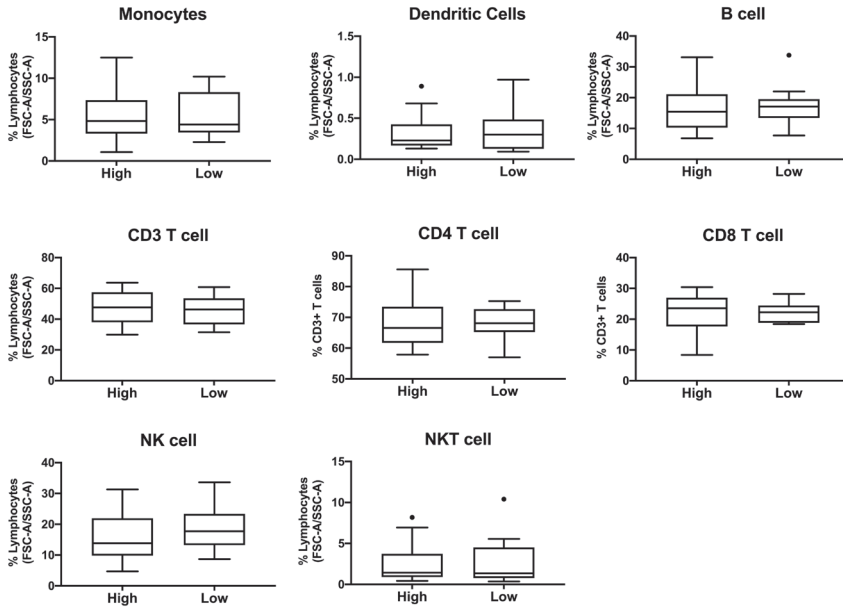 Monocytes
% Lymphocytes
(FSC-A/SSC-A)
15
10
5
0
High
Low
Dendritic Cells
% Lymphocytes
(FSC-A/SSC-A)
1.5
1.0
0.5
0.0
High
Low
B cell
% Lymphocytes
(FSC-A/SSC-A)
40
30
20
10
0
High
Low
CD3 T cell
% Lymphocytes
(FSC-A/SSC-A)
80
60
40
20
0
High
Low
CD4 T cell
% CD3+ T cells
90
80
70
60
50
High
Low
CD8 T cell
% CD3+ T cells
40
30
20
10
0
High
Low
NK cell
% Lymphocytes
(FSC-A/SSC-A)
40
30
20
10
0
High
Low
NKT cell
% Lymphocytes
(FSC-A/SSC-A)
15
10
5
0
High
Low